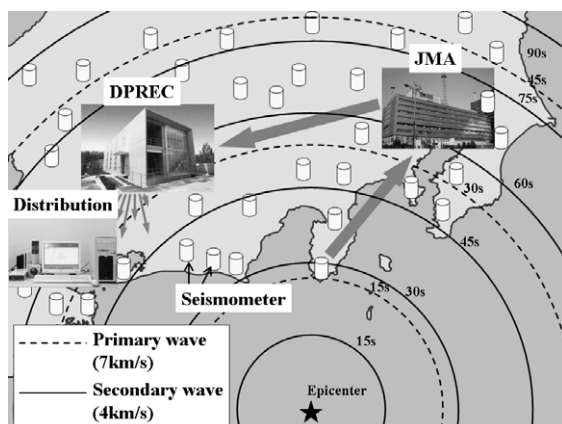 JMA
90s
45s
75s
DPREC
30s
60s
Distribution
45s
Seismometer
15s
30s
15s
Primary wave
(7km/s)
Secondary wave
(4km/s)
Epicenter